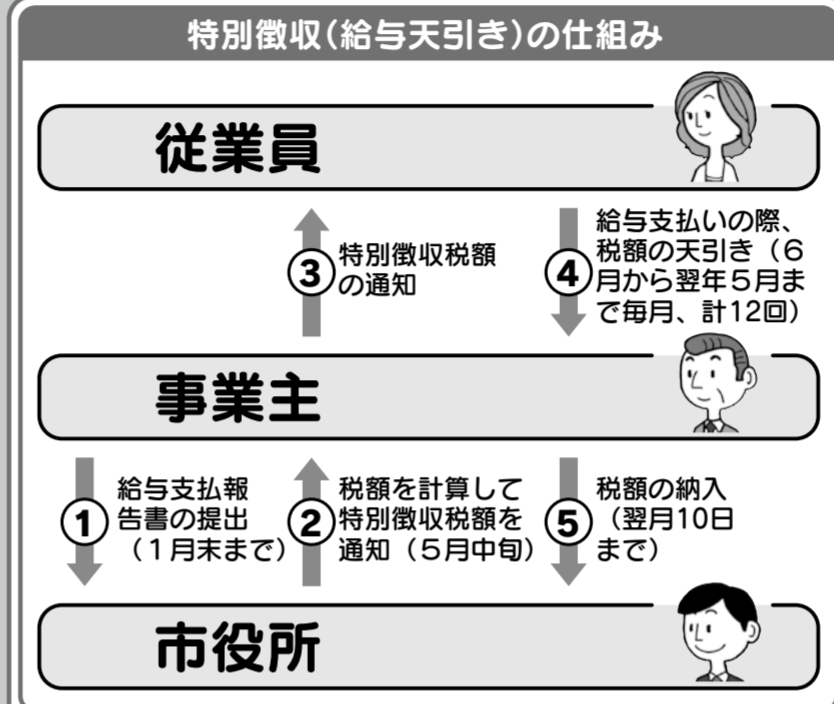 特別徴収(給与天引き)の仕組み
従業員
③
特別徴収税額
の通知
④
給与支払いの際、
税額の天引き（6
月から翌年５月ま
で毎月、計12回）
事業主
①
給与支払報
告書の提出
（１月末まで）
②
税額を計算して
特別徴収税額を
通知（５月中旬）
⑤
税額の納入
（翌月10日
まで）
市役所